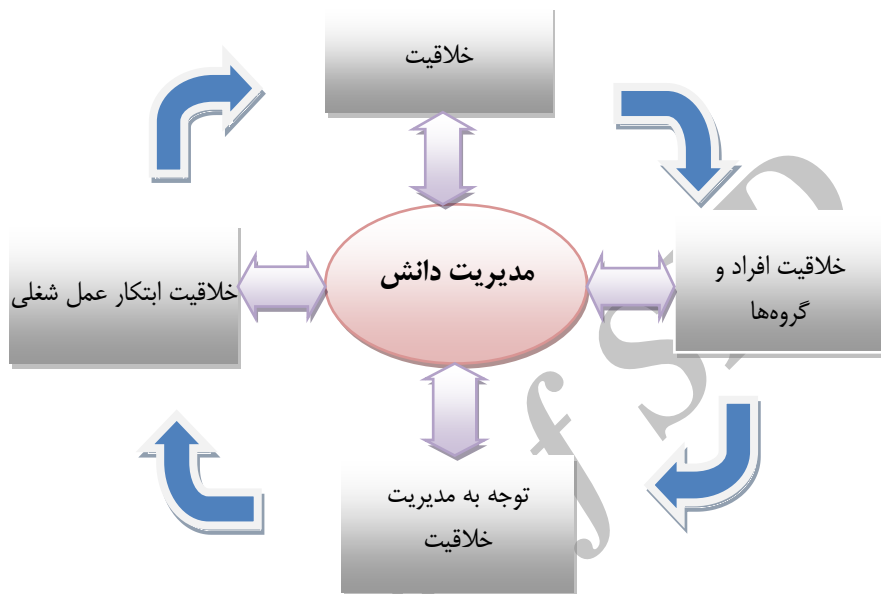 خلاقیت
خلاقیت افراد و
گروه‌ها
مدیریت دانش
خلاقیت ابتکار عمل شغلی
توجه به مدیریت
خلاقیت